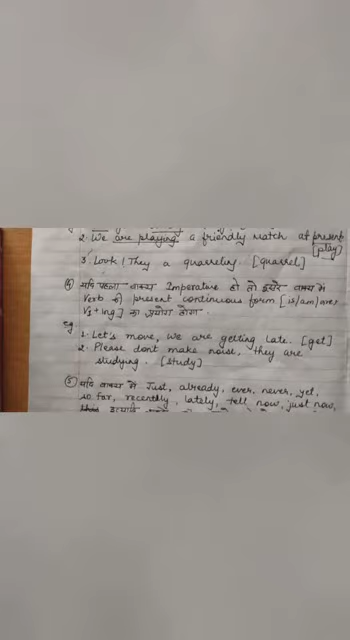 2. We are playing a friendly match at present
[play]
3. Look! They a quarreling. [quarrel]
④ यदि पहला वाक्य Imperative हो तो दूसरे वाक्य में
Verb की present continuous form [is/am/are
V₁ + ing] का प्रयोग होगा.
Eg.
1. Let's move, we are getting late. [get]
2. Please dont make noise, they are
studying. [study]
⑤ यदि वाक्य में Just, already, ever, never, yet,
so far, recently, lately, tell now, just now,